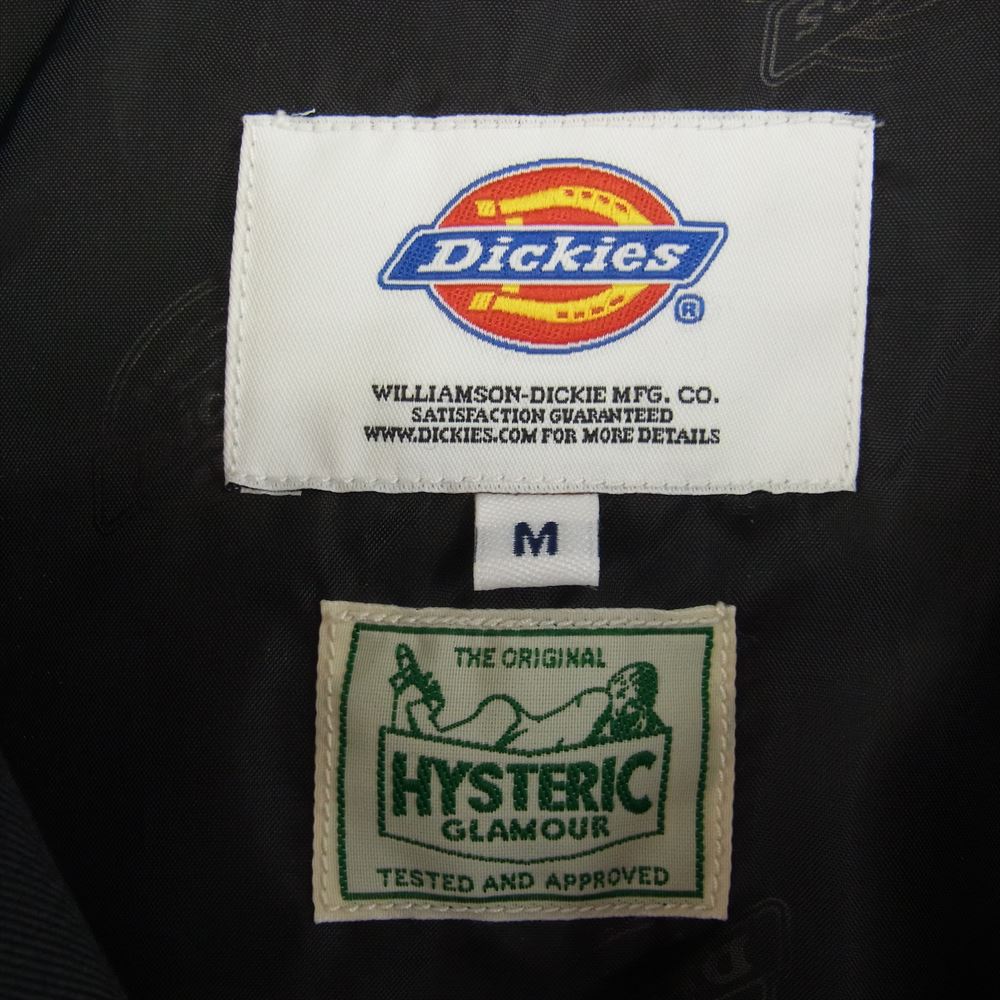 Dickies
®
WILLIAMSON-DICKIE MFG. CO.
SATISFACTION GUARANTEED
WWW.DICKIES.COM FOR MORE DETAILS
M
THE ORIGINAL
HYSTERIC
GLAMOUR
TESTED AND APPROVED